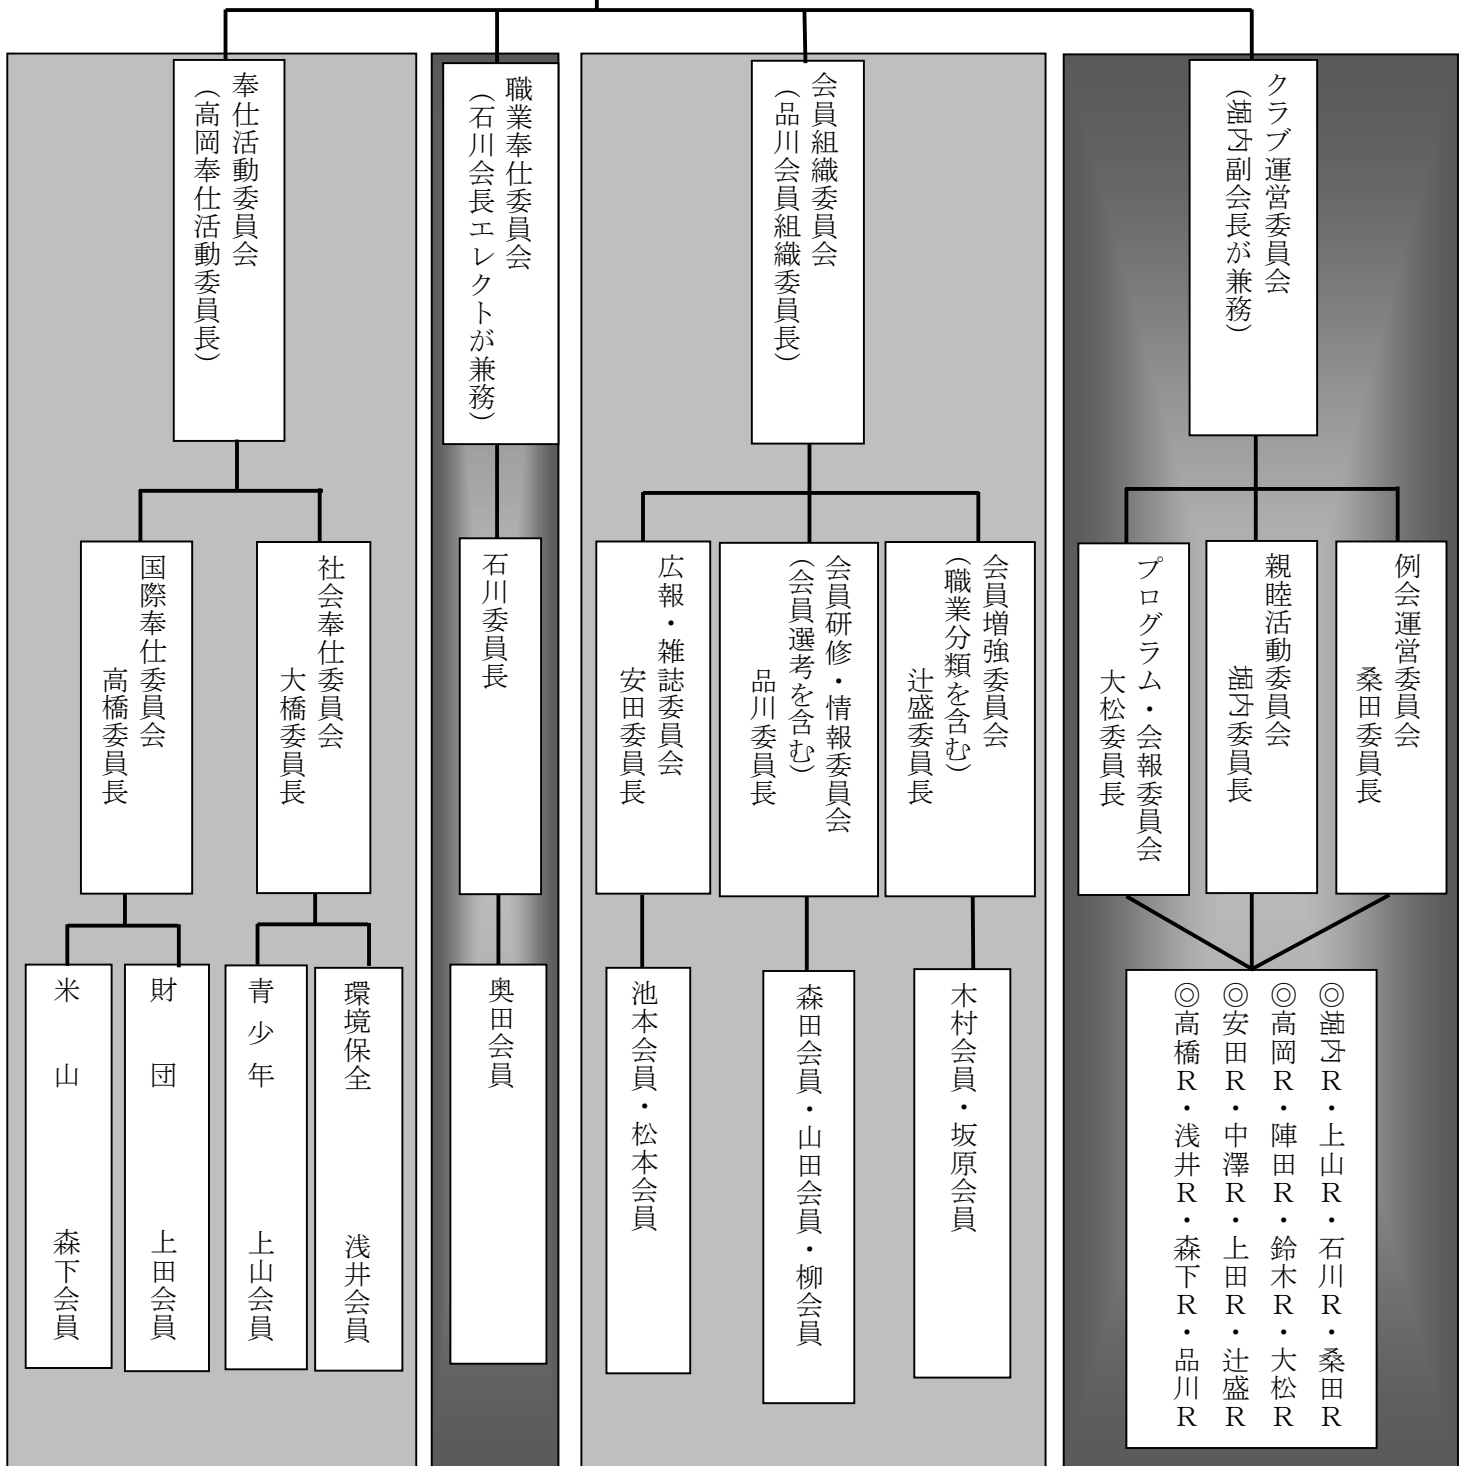 クラブ運営委員会
（堀内副会長が兼務）
会員組織委員会
（品川会員組織委員長）
職業奉仕委員会
（石川会長エレクトが兼務）
奉仕活動委員会
（高岡奉仕活動委員長）
例会運営委員会
桑田委員長
親睦活動委員会
堀内委員長
プログラム・会報委員会
大松委員長
会員増強委員会
（職業分類を含む）
辻盛委員長
会員研修・情報委員会
（会員選考を含む）
品川委員長
広報・雑誌委員会
安田委員長
石川委員長
社会奉仕委員会
大橋委員長
国際奉仕委員会
高橋委員長
◎堀内R・上山R・石川R・桑田R
◎高岡R・陣田R・鈴木R・大松R
◎安田R・中澤R・上田R・辻盛R
◎高橋R・浅井R・森下R・品川R
木村会員・坂原会員
森田会員・山田会員・柳会員
池本会員・松本会員
奥田会員
環境保全 浅井会員
青少年 上山会員
財団 上田会員
米山 森下会員